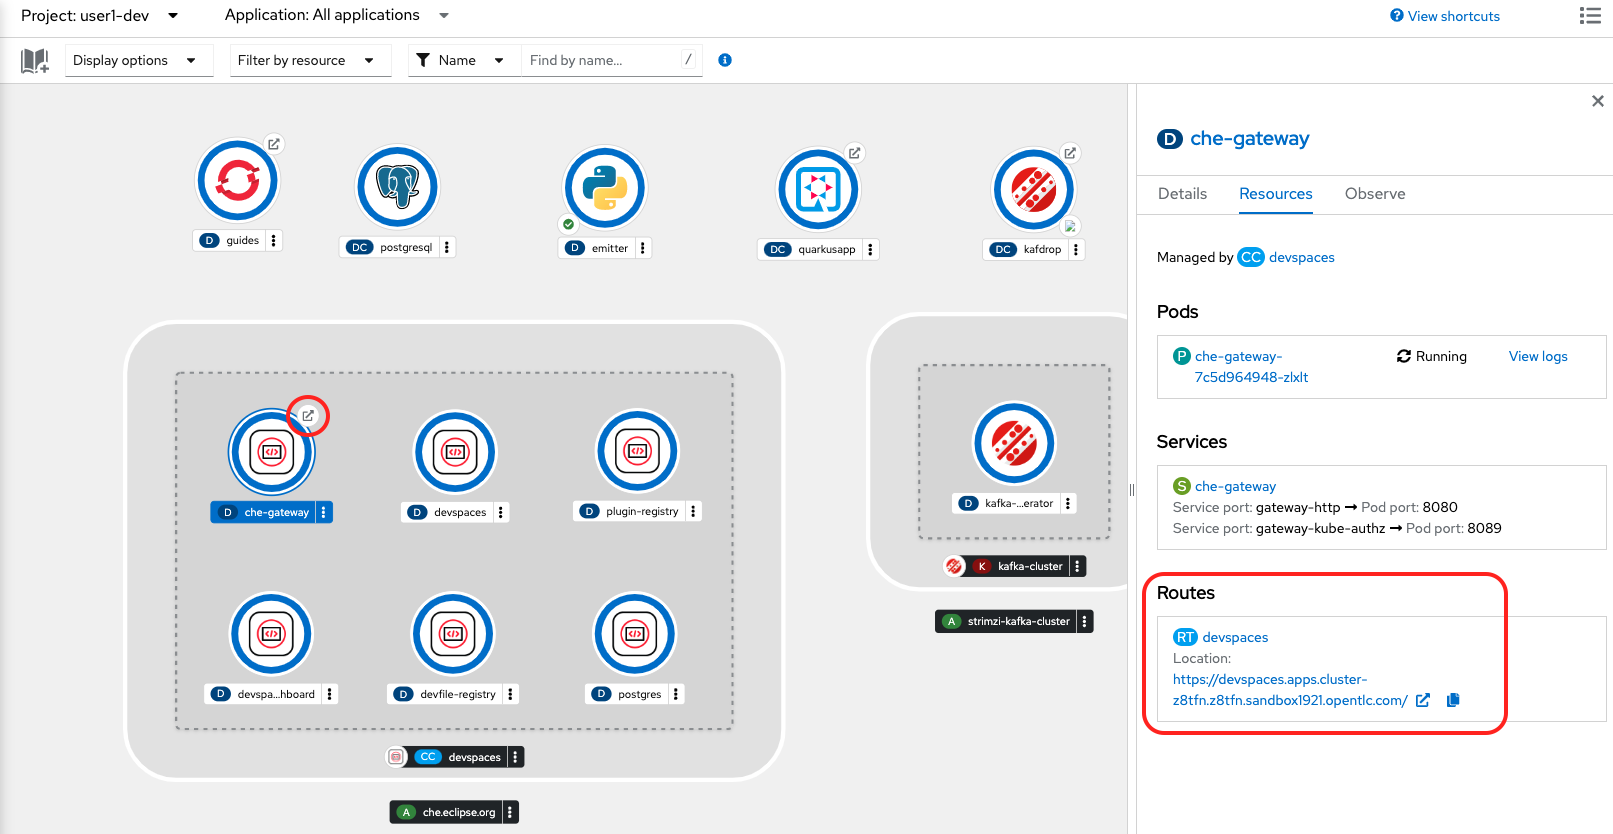 Project: user1-dev
Application: All applications
View shortcuts
Display options
Filter by resource
Name
Find by name...
/
D guides
DC postgresql
D emitter
DC quarkusapp
DC kafdrop
D che-gateway
D devspaces
D plugin-registry
D devspa...hboard
D devfile-registry
D postgres
CC devspaces
A che.eclipse.org
D kafka-...erator
K kafka-cluster
A strimzi-kafka-cluster
D che-gateway
Details
Resources
Observe
Managed by CC devspaces
Pods
P che-gateway-
7c5d964948-zlxlt
Running
View logs
Services
S che-gateway
Service port: gateway-http → Pod port: 8080
Service port: gateway-kube-authz → Pod port: 8089
Routes
RT devspaces
Location:
https://devspaces.apps.cluster-
z8tfn.z8tfn.sandbox1921.opentlc.com/